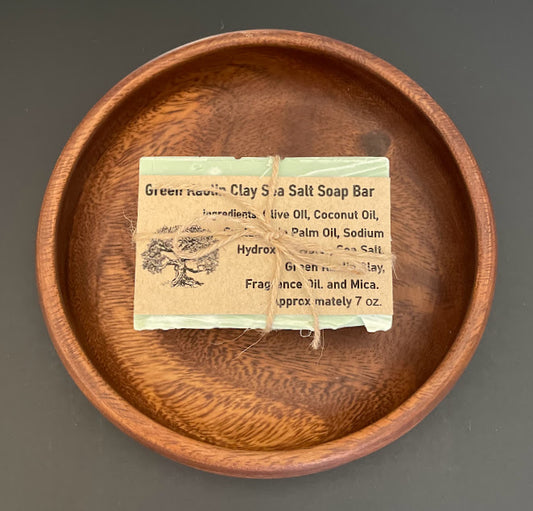 Green Kaolin Clay Sea Salt Soap Bar
Ingredients: Olive OIl, Coconut Oil,
Palm Oil, Sodium
Sea Salt,
Green Kaolin Clay,
Fragrance Oil. and Mica.
Approximately 7 oz.